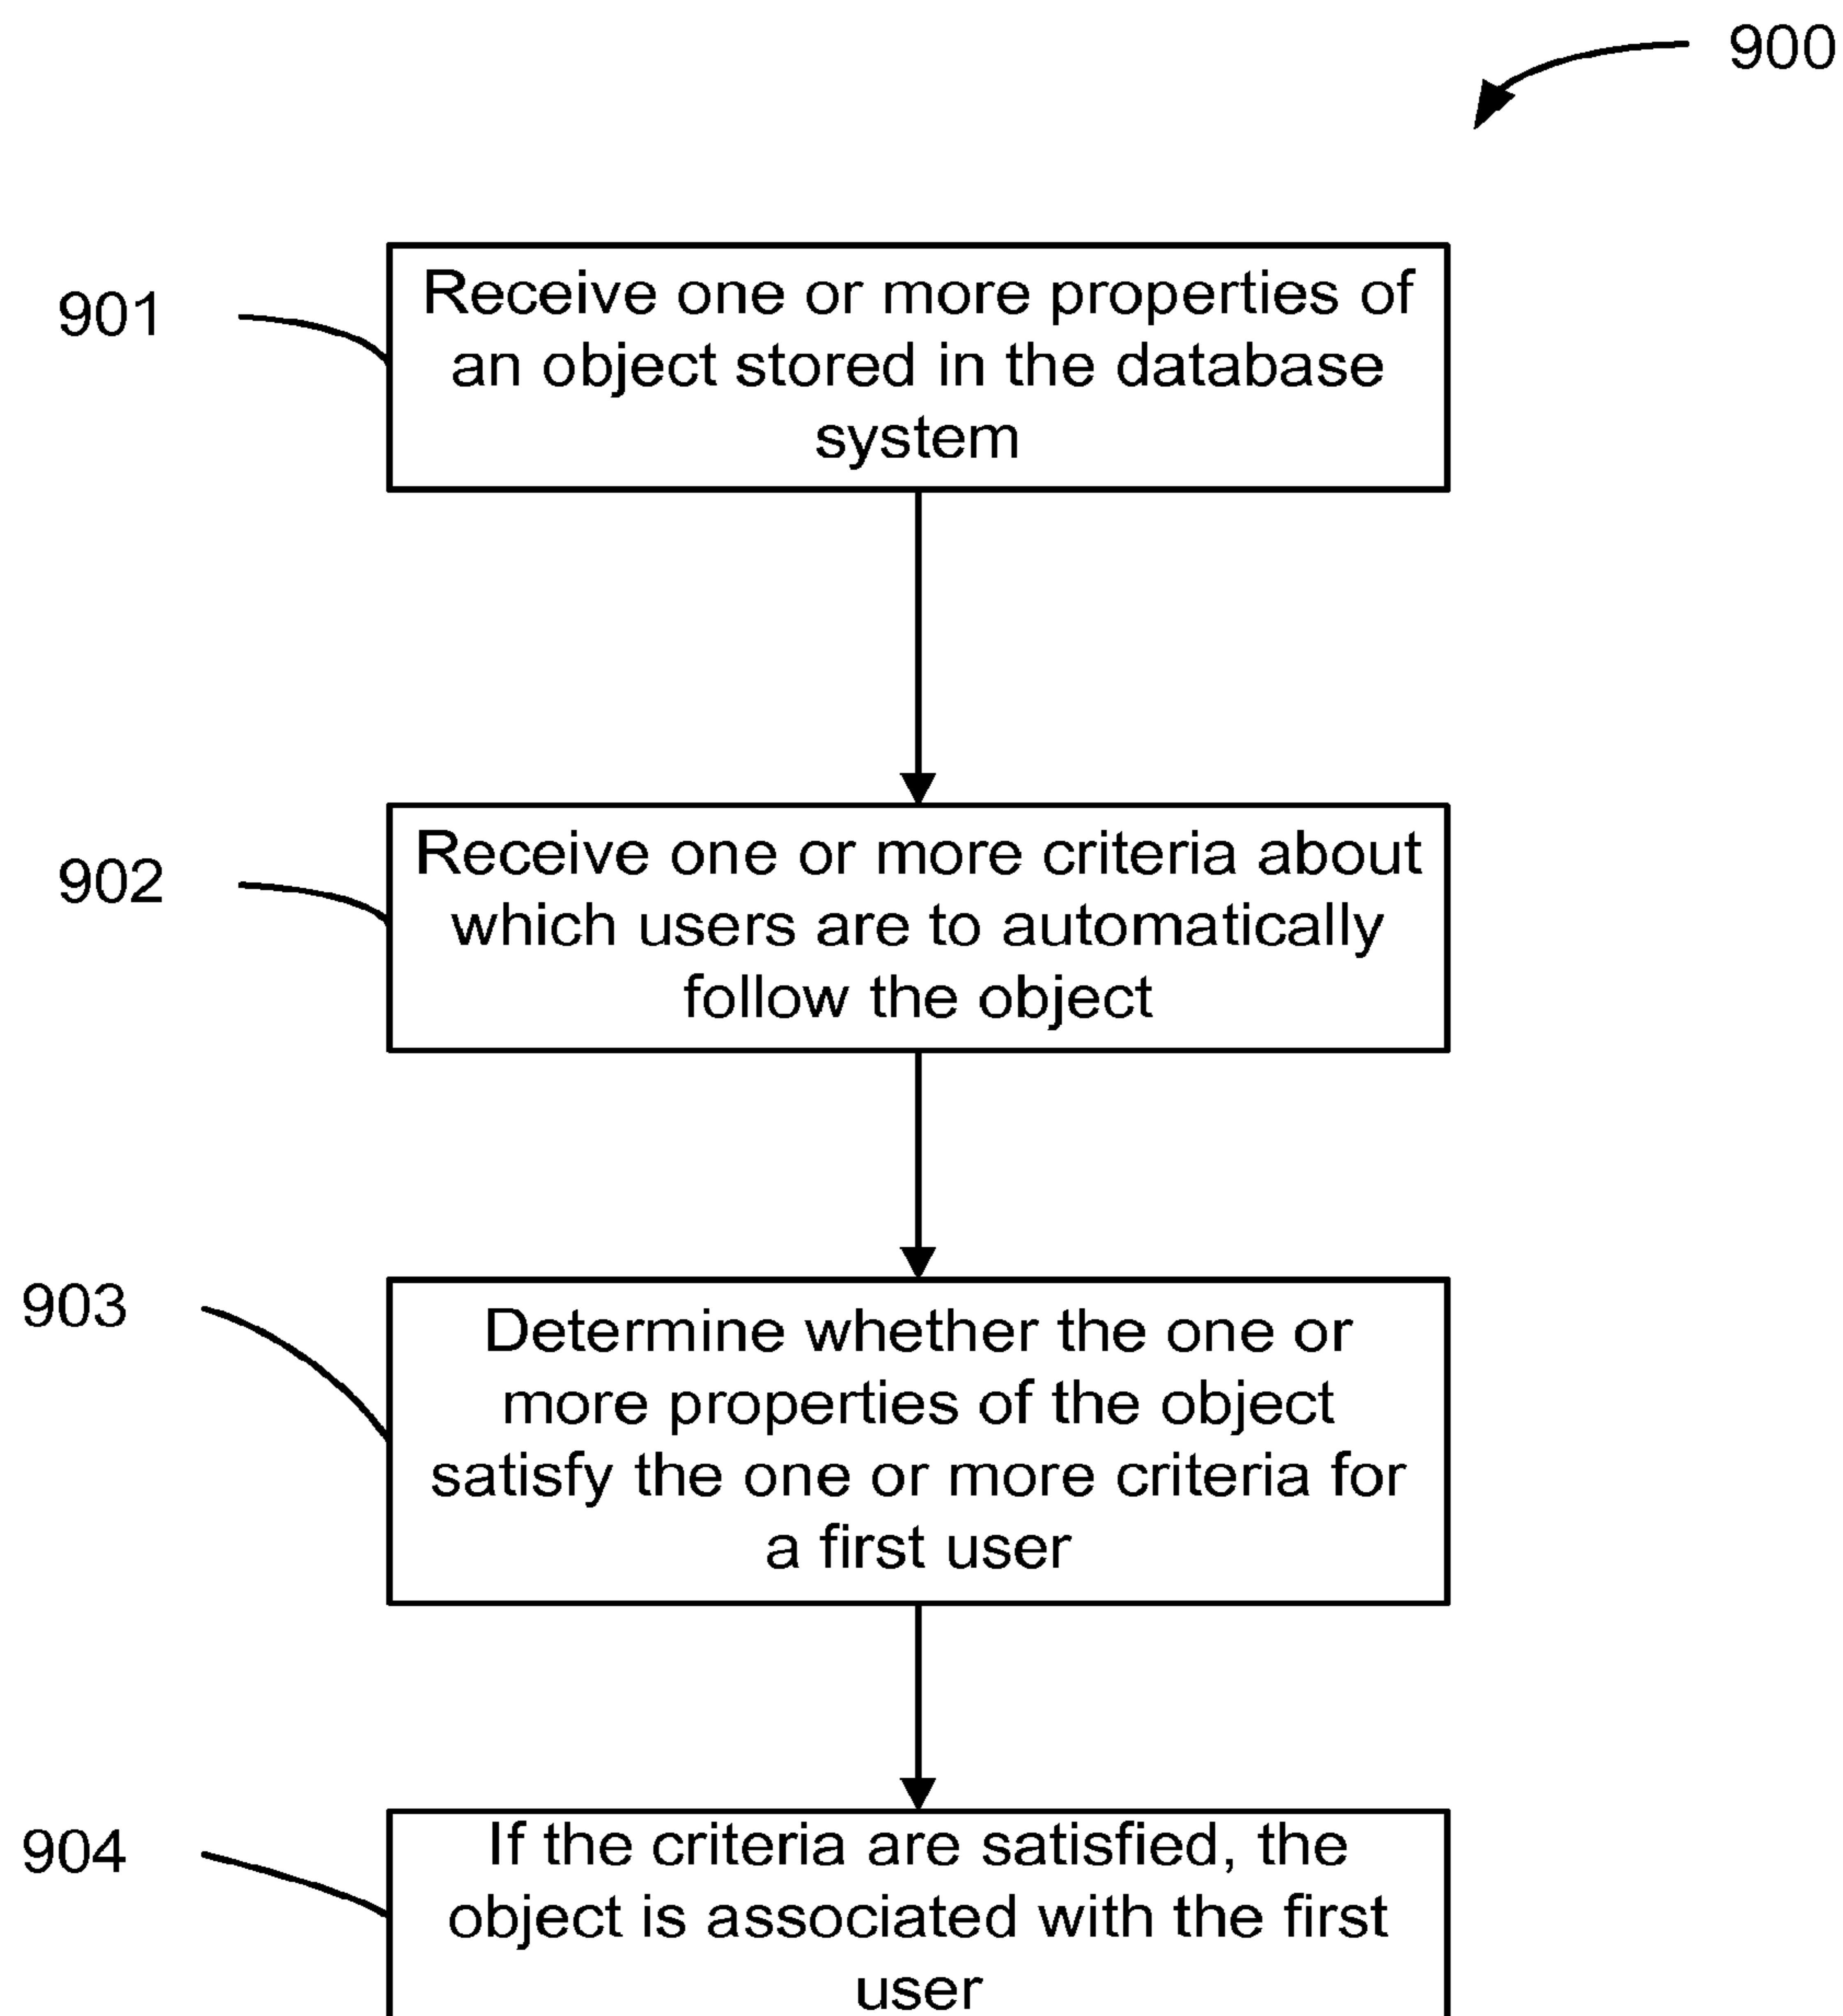 900
901
Receive one or more properties of
an object stored in the database
system
902
Receive one or more criteria about
which users are to automatically
follow the object
903
Determine whether the one or
more properties of the object
satisfy the one or more criteria for
a first user
904
If the criteria are satisfied, the
object is associated with the first
user